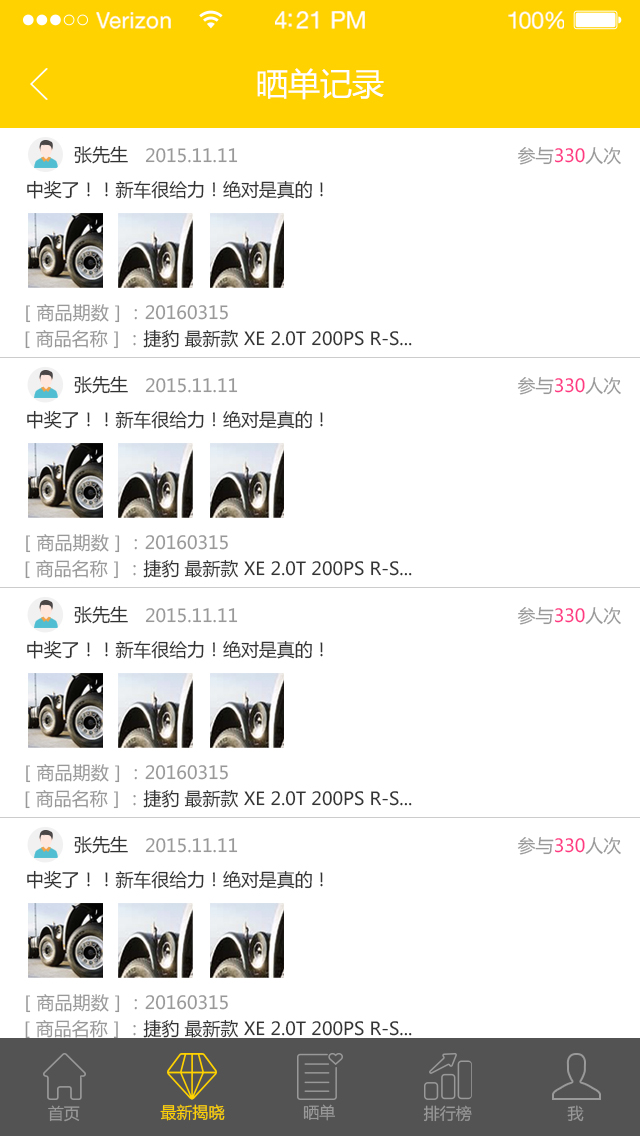 Verizon 4:21 PM 100%
晒单记录
张先生 2015.11.11 参与330人次
中奖了！！新车很给力！绝对是真的！
[ 商品期数 ] : 20160315
[ 商品名称 ] : 捷豹 最新款 XE 2.0T 200PS R-S...
张先生 2015.11.11 参与330人次
中奖了！！新车很给力！绝对是真的！
[ 商品期数 ] : 20160315
[ 商品名称 ] : 捷豹 最新款 XE 2.0T 200PS R-S...
张先生 2015.11.11 参与330人次
中奖了！！新车很给力！绝对是真的！
[ 商品期数 ] : 20160315
[ 商品名称 ] : 捷豹 最新款 XE 2.0T 200PS R-S...
张先生 2015.11.11 参与330人次
中奖了！！新车很给力！绝对是真的！
[ 商品期数 ] : 20160315
[ 商品名称 ] : 捷豹 最新款 XE 2.0T 200PS R-S...
首页 最新揭晓 晒单 排行榜 我